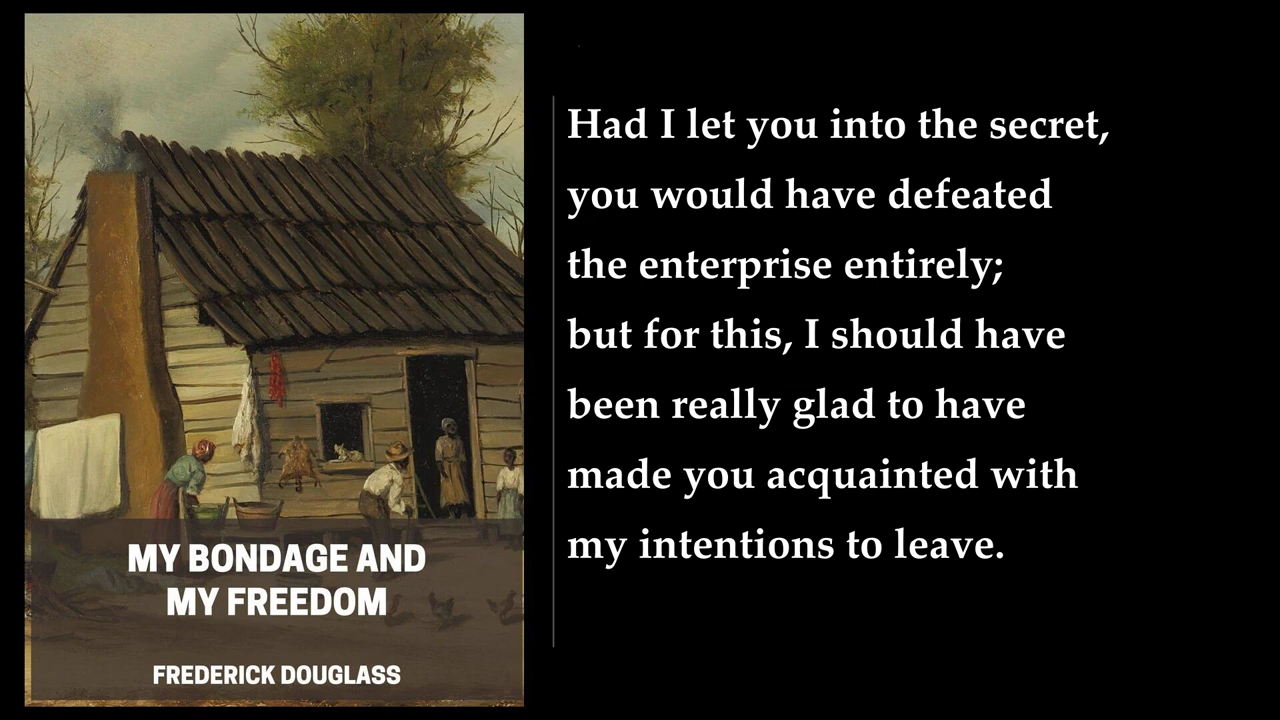 MY BONDAGE AND
MY FREEDOM
FREDERICK DOUGLASS
Had I let you into the secret,
you would have defeated
the enterprise entirely;
but for this, I should have
been really glad to have
made you acquainted with
my intentions to leave.